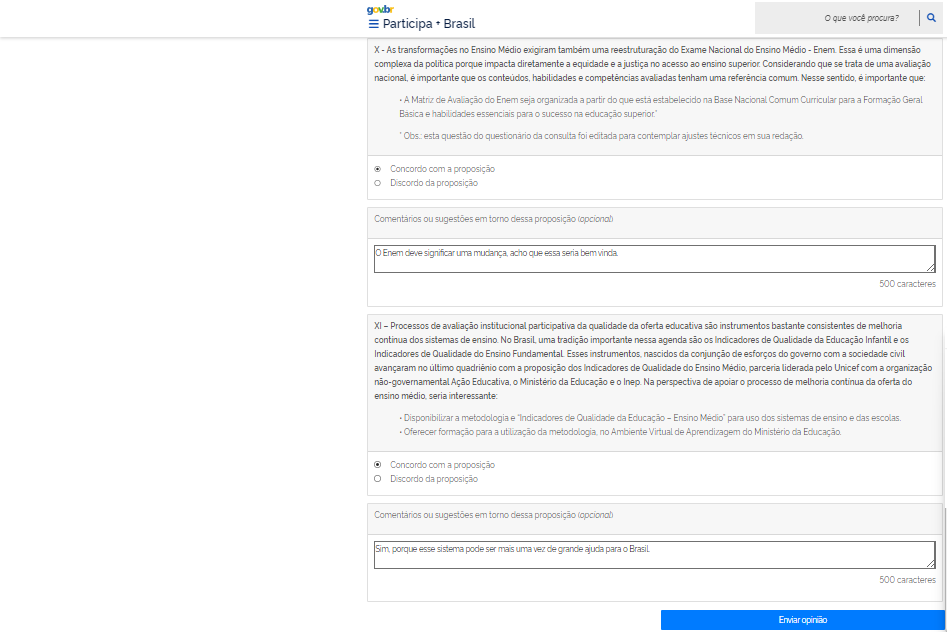 gov.br
Participa + Brasil
O que você procura?
X - As transformações no Ensino Médio exigiram também uma reestruturação do Exame Nacional do Ensino Médio - Enem. Essa é uma dimensão
complexa da política porque impacta diretamente a equidade e a justiça no acesso ao ensino superior. Considerando que se trata de uma avaliação
nacional, é importante que os conteúdos, habilidades e competências avaliadas tenham uma referência comum. Nesse sentido, é importante que:
• A Matriz de Avaliação do Enem seja organizada a partir do que está estabelecido na Base Nacional Comum Curricular para a Formação Geral
Básica e habilidades essenciais para o sucesso na educação superior.*
* Obs.: esta questão do questionário da consulta foi editada para contemplar ajustes técnicos em sua redação.
Concordo com a proposição
Discordo da proposição
Comentários ou sugestões em torno dessa proposição (opcional)
O Enem deve significar uma mudança, acho que essa seria bem vinda.
500 caracteres
XI – Processos de avaliação institucional participativa da qualidade da oferta educativa são instrumentos bastante consistentes de melhoria
contínua dos sistemas de ensino. No Brasil, uma tradição importante nessa agenda são os Indicadores de Qualidade da Educação Infantil e os
Indicadores de Qualidade do Ensino Fundamental. Esses instrumentos, nascidos da conjunção de esforços do governo com a sociedade civil
avançaram no último quadriênio com a proposição dos Indicadores de Qualidade do Ensino Médio, parceria liderada pelo Unicef com a organização
não-governamental Ação Educativa, o Ministério da Educação e o Inep. Na perspectiva de apoiar o processo de melhoria contínua da oferta do
ensino médio, seria interessante:
• Disponibilizar a metodologia e “Indicadores de Qualidade da Educação – Ensino Médio” para uso dos sistemas de ensino e das escolas.
• Oferecer formação para a utilização da metodologia, no Ambiente Virtual de Aprendizagem do Ministério da Educação.
Concordo com a proposição
Discordo da proposição
Comentários ou sugestões em torno dessa proposição (opcional)
Sim, porque esse sistema pode ser mais uma vez de grande ajuda para o Brasil.
500 caracteres
Enviar opinião